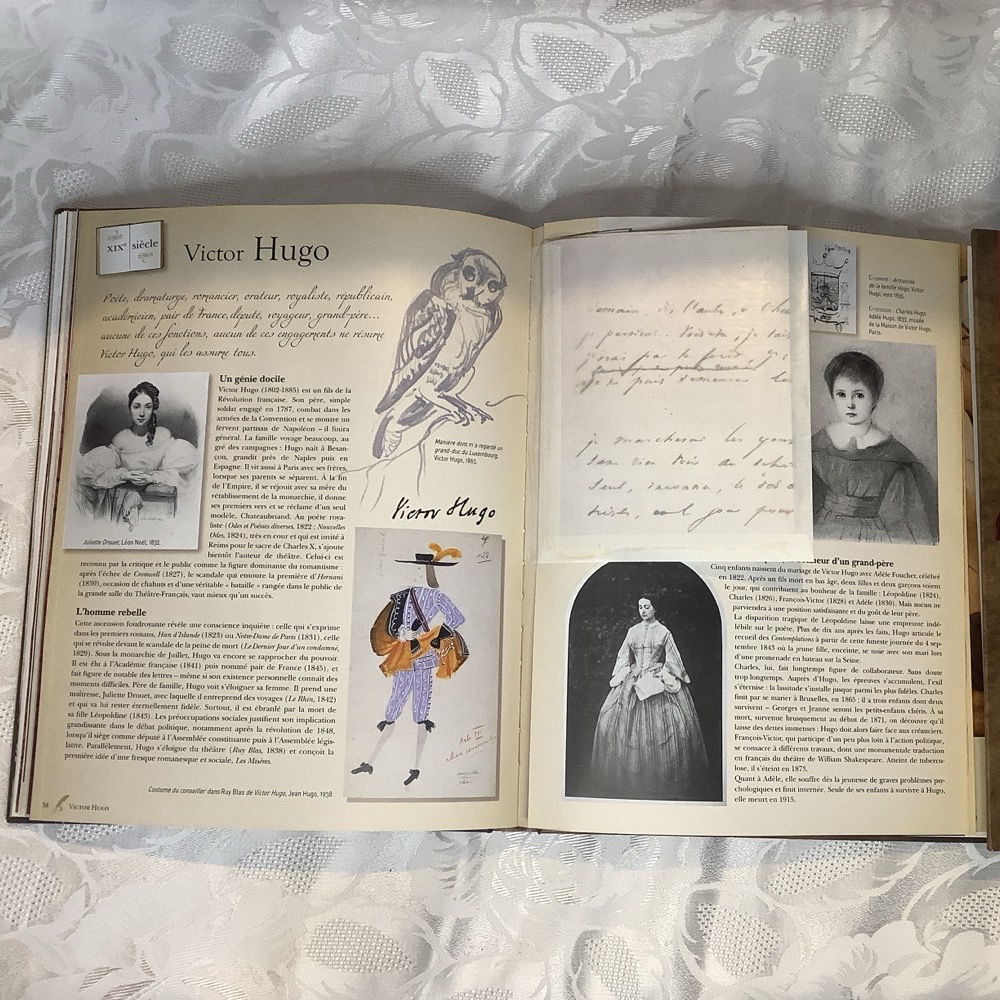 XIXe siècle
Victor Hugo
Poète, dramaturge, romancier, orateur, royaliste, républicain,
académicien, pair de France, député, voyageur, grand-père...
aucune de ces fonctions, aucun de ces engagements ne résume
Victor Hugo, qui les assume tous.
Juliette Drouet, Léon Noël, 1832.
Un génie docile
Victor Hugo (1802-1885) est un fils de la
Révolution française. Son père, simple
soldat engagé en 1787, combat dans les
armées de la Convention et se montre un
fervent partisan de Napoléon – il finira
général. La famille voyage beaucoup, au
gré des campagnes : Hugo naît à Besan-
çon, grandit près de Naples puis en
Espagne. Il vit aussi à Paris avec ses frères,
lorsque ses parents se séparent. À la fin
de l'Empire, il se réjouit avec sa mère du
rétablissement de la monarchie, il donne
ses premiers vers et se réclame d'un seul
modèle, Chateaubriand. Au poète roya-
liste (Odes et Poésies diverses, 1822 ; Nouvelles
Odes, 1824), très en cour et qui est invité à
Reims pour le sacre de Charles X, s'ajoute
bientôt l'auteur de théâtre. Celui-ci est
reconnu par la critique et le public comme la figure dominante du romantisme :
après l'échec de Cromwell (1827), le scandale qui entoure la première d'Hernani
(1830), occasion de chahuts et d'une véritable « bataille » rangée dans le public de
la grande salle du Théâtre-Français, vaut mieux qu'un succès.
L'homme rebelle
Cette ascension foudroyante révèle une conscience inquiète : celle qui s'exprime
dans les premiers romans, Han d'Islande (1823) ou Notre-Dame de Paris (1831), celle
qui se révolte devant le scandale de la peine de mort (Le Dernier Jour d'un condamné,
1829). Sous la monarchie de Juillet, Hugo va encore se rapprocher du pouvoir.
Il est élu à l'Académie française (1841) puis nommé pair de France (1845), et
fait figure de notable des lettres – même si son existence personnelle connaît des
moments difficiles. Père de famille, Hugo voit s'éloigner sa femme. Il prend une
maîtresse, Juliette Drouet, avec laquelle il entreprend des voyages (Le Rhin, 1842)
et qui va lui rester éternellement fidèle. Surtout, il est ébranlé par la mort de
sa fille Léopoldine (1843). Les préoccupations sociales justifient son implication
grandissante dans le débat politique, notamment après la révolution de 1848,
lorsqu'il siège comme député à l'Assemblée constituante puis à l'Assemblée légis-
lative. Parallèlement, Hugo s'éloigne du théâtre (Ruy Blas, 1838) et conçoit la
première idée d'une fresque romanesque et sociale, Les Misères.
Manière dont m'a regardé un
grand-duc du Luxembourg,
Victor Hugo, 1863.
Victor Hugo
Costume du conseiller dans Ruy Blas de Victor Hugo, Jean Hugo, 1938.
58 Victor Hugo
Ci-contre : Armoiries
de la famille Hugo, Victor
Hugo, vers 1835.
Ci-dessous : Charles Hugo,
Adèle Hugo, 1833, musée
de la Maison de Victor Hugo,
Paris.
j'irai par la forêt,
je ne puis demeurer
je marcherai les yeux
sans rien voir au
seul, inconnu, le dos
d'un grand-père
Cinq enfants naissent du mariage de Victor Hugo avec Adèle Foucher, célébré
en 1822. Après un fils mort en bas âge, deux filles et deux garçons voient
le jour, qui contribuent au bonheur de la famille : Léopoldine (1824),
Charles (1826), François-Victor (1828) et Adèle (1830). Mais aucun ne
parviendra à une position satisfaisante et du goût de leur père.
La disparition tragique de Léopoldine laisse une empreinte indé-
lébile sur le poète. Plus de dix ans après les faits, Hugo articule le
recueil des Contemplations à partir de cette funeste journée du 4 sep-
tembre 1843 où la jeune fille, enceinte, se noie avec son mari lors
d'une promenade en bateau sur la Seine.
Charles, lui, fait longtemps figure de collaborateur. Sans doute
trop longtemps. Auprès d'Hugo, les épreuves s'accumulent, l'exil
s'éternise : la lassitude s'installe jusque parmi les plus fidèles. Charles
finit par se marier à Bruxelles, en 1865 ; il a trois enfants dont deux
survivent – Georges et Jeanne seront les petits-enfants chéris. À sa
mort, survenue brusquement au début de 1871, on découvre qu'il
laisse des dettes immenses : Hugo doit alors faire face aux créanciers.
François-Victor, qui participe d'un peu plus loin à l'action politique,
se consacre à différents travaux, dont une monumentale traduction
en français du théâtre de William Shakespeare. Atteint de tubercu-
lose, il s'éteint en 1873.
Quant à Adèle, elle souffre dès la jeunesse de graves problèmes psy-
chologiques et finit internée. Seule de ses enfants à survivre à Hugo,
elle meurt en 1915.